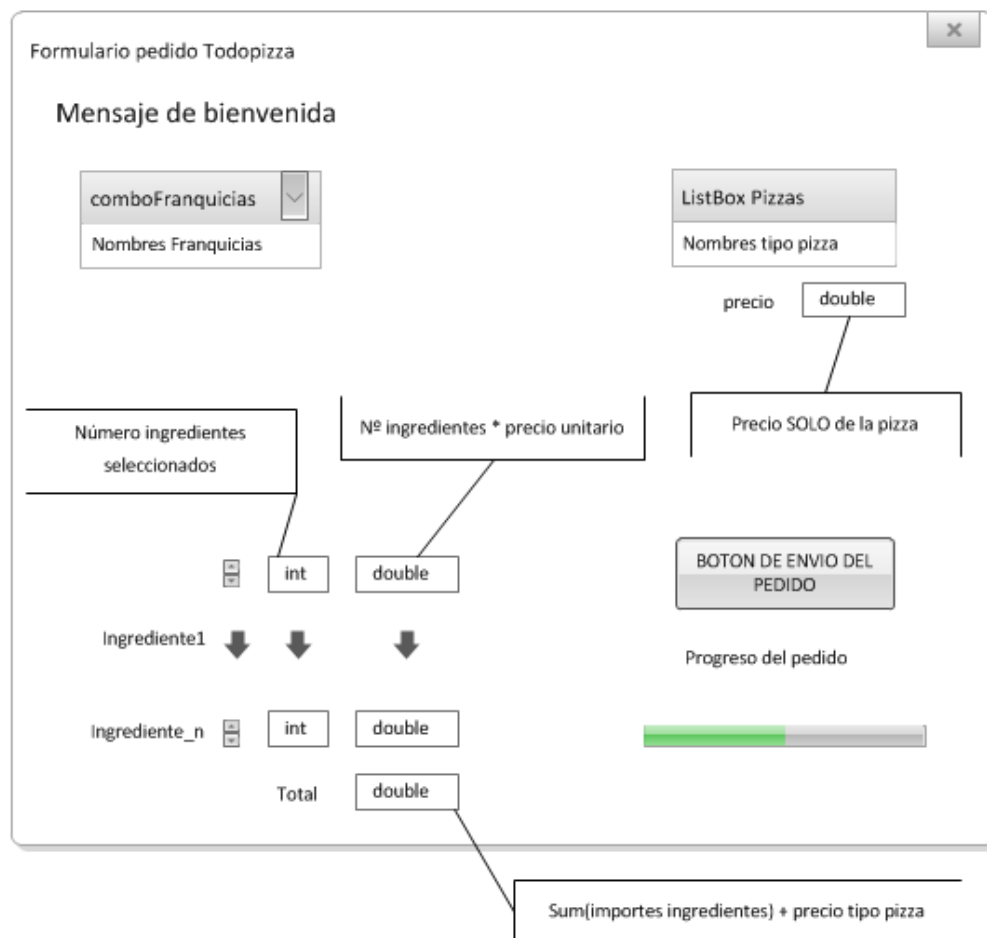 Formulario pedido Todopizza
Mensaje de bienvenida
comboFranquicias
Nombres Franquicias
ListBox Pizzas
Nombres tipo pizza
precio
double
Número ingredientes
seleccionados
Nº ingredientes * precio unitario
Precio SOLO de la pizza
int
double
BOTON DE ENVIO DEL
PEDIDO
Ingrediente1
Progreso del pedido
Ingrediente_n
int
double
Total
double
Sum(importes ingredientes) + precio tipo pizza